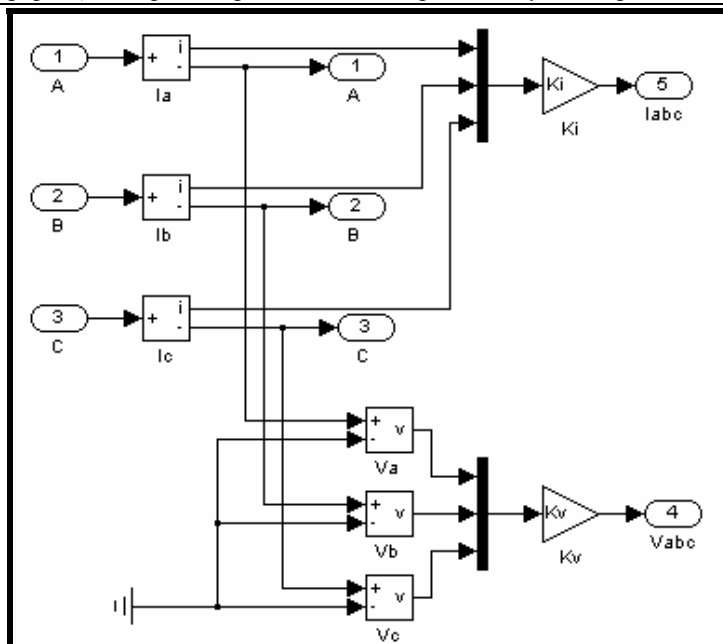 1 + i - 1 Ki 5
A Ia A Ki Iabc
2 + i - 2
B Ib B
3 + i - 3
C Ic C
+ - v
Va
+ - v Kv 4
Vb Kv Vabc
+ - v
Vc